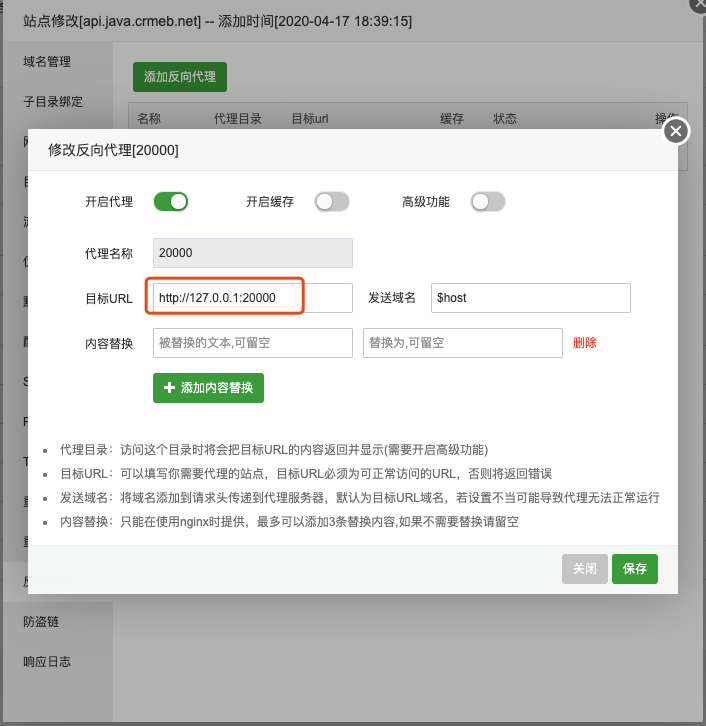 站点修改[api.java.crmeb.net] -- 添加时间[2020-04-17 18:39:15]
域名管理
添加反向代理
子目录绑定
名称 代理目录 目标url 缓存 状态 操作
修改反向代理[20000]
开启代理 开启缓存 高级功能
代理名称 20000
目标URL http://127.0.0.1:20000 发送域名 $host
内容替换 被替换的文本,可留空 替换为,可留空 删除
添加内容替换
代理目录：访问这个目录时将会把目标URL的内容返回并显示(需要开启高级功能)
目标URL：可以填写你需要代理的站点，目标URL必须为可正常访问的URL，否则将返回错误
发送域名：将域名添加到请求头传递到代理服务器，默认为目标URL域名，若设置不当可能导致代理无法正常运行
内容替换：只能在使用nginx时提供，最多可以添加3条替换内容,如果不需要替换请留空
关闭 保存
防盗链
响应日志